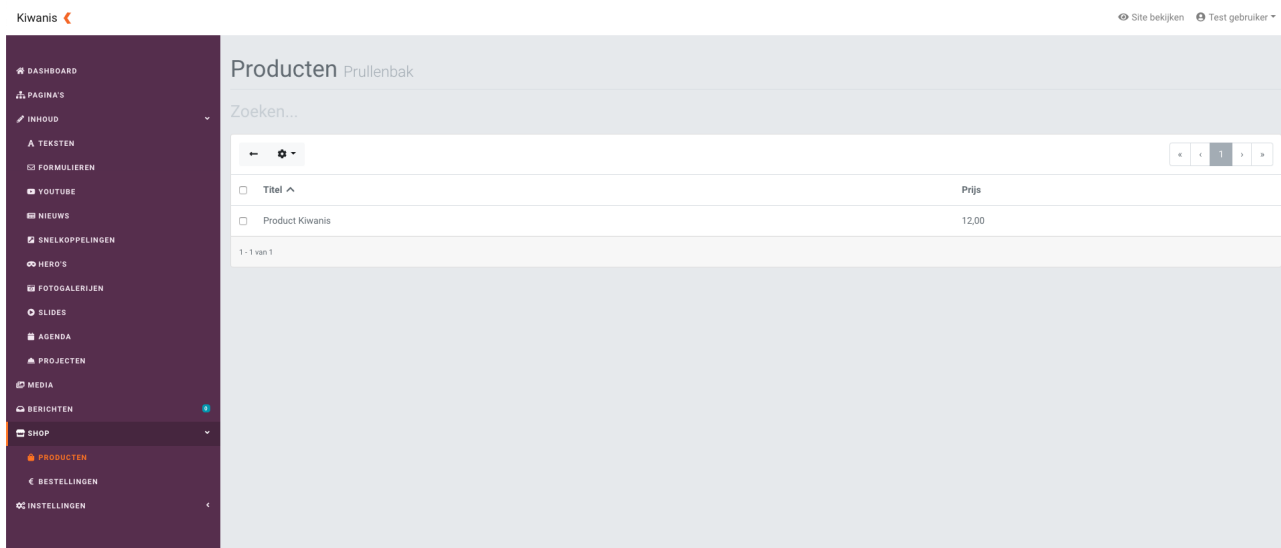 Kiwanis
Site bekijken
Test gebruiker
DASHBOARD
PAGINA'S
INHOUD
TEKSTEN
FORMULIEREN
YOUTUBE
NIEUWS
SNELKOPPELINGEN
HERO'S
FOTOGALERIJEN
SLIDES
AGENDA
PROJECTEN
MEDIA
BERICHTEN 0
SHOP
PRODUCTEN
BESTELLINGEN
INSTELLINGEN
Producten Prullenbak
Zoeken...
« ‹ 1 › »
Titel Prijs
Product Kiwanis 12,00
1 - 1 van 1